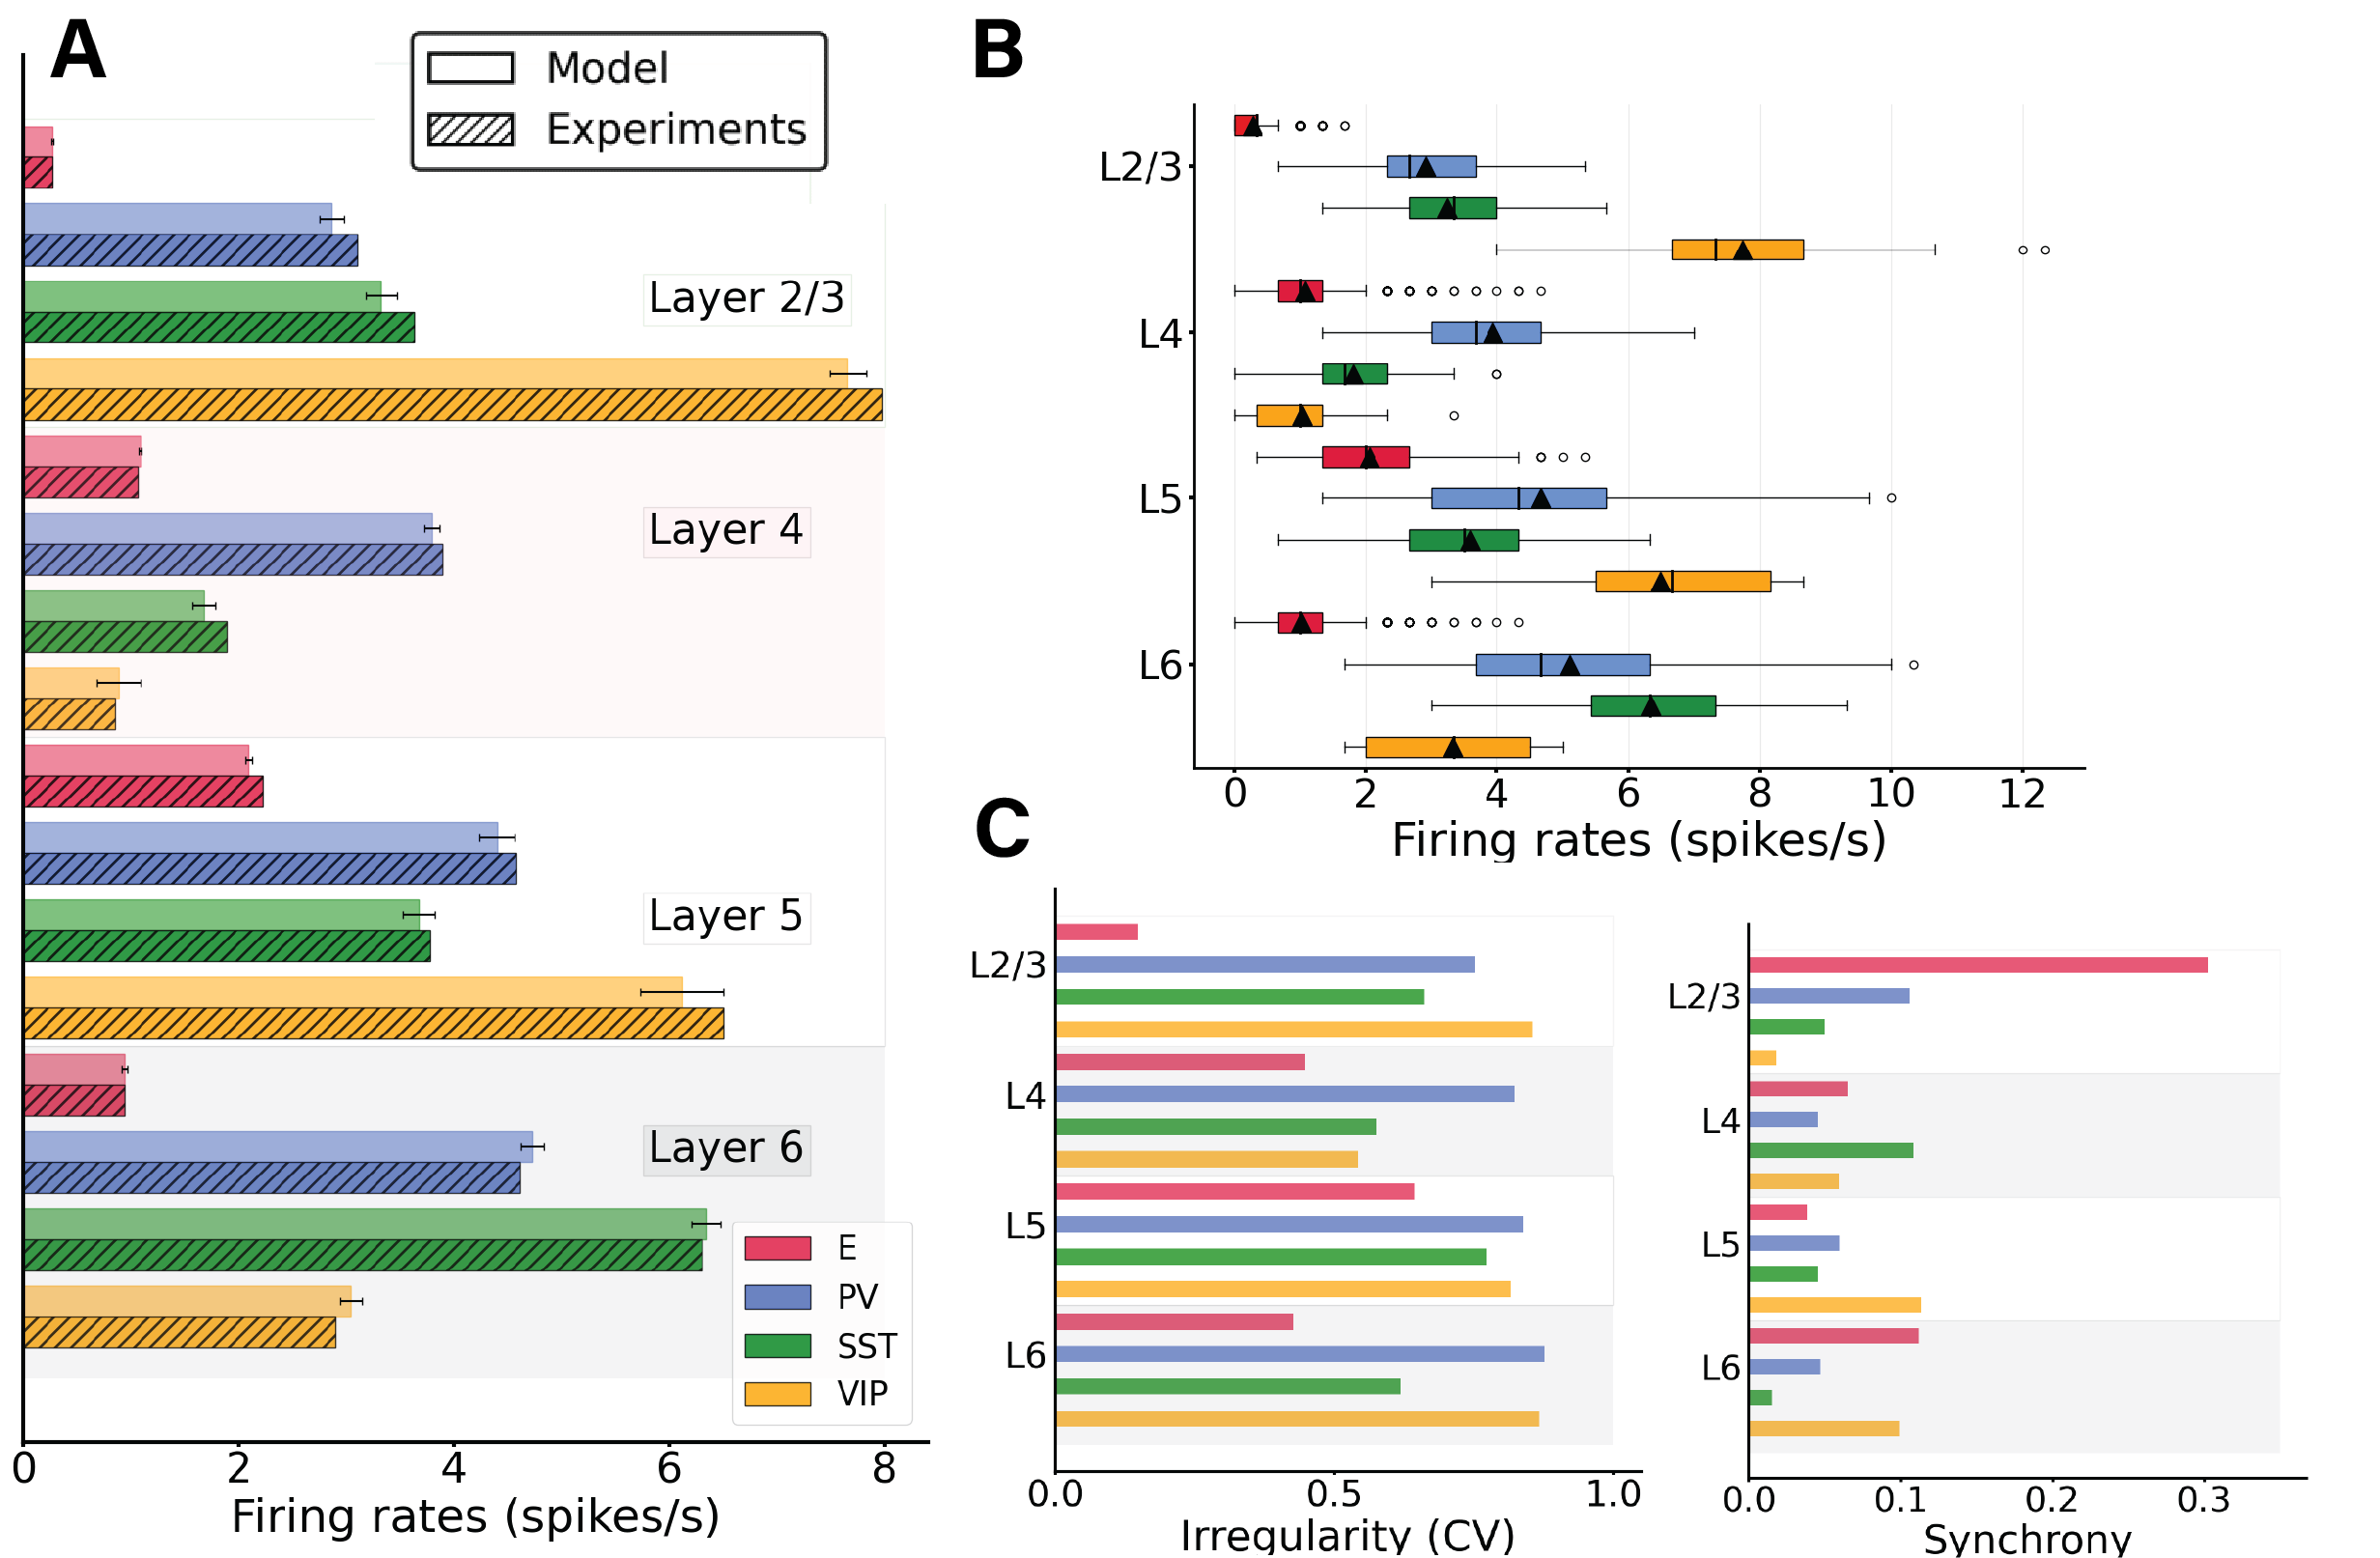 A
Model
Experiments
Layer 2/3
Layer 4
Layer 5
Layer 6
E
PV
SST
VIP
0 2 4 6 8
Firing rates (spikes/s)
B
L2/3
L4
L5
L6
0 2 4 6 8 10 12
Firing rates (spikes/s)
C
L2/3
L4
L5
L6
0.0 0.5 1.0
Irregularity (CV)
L2/3
L4
L5
L6
0.0 0.1 0.2 0.3
Synchrony